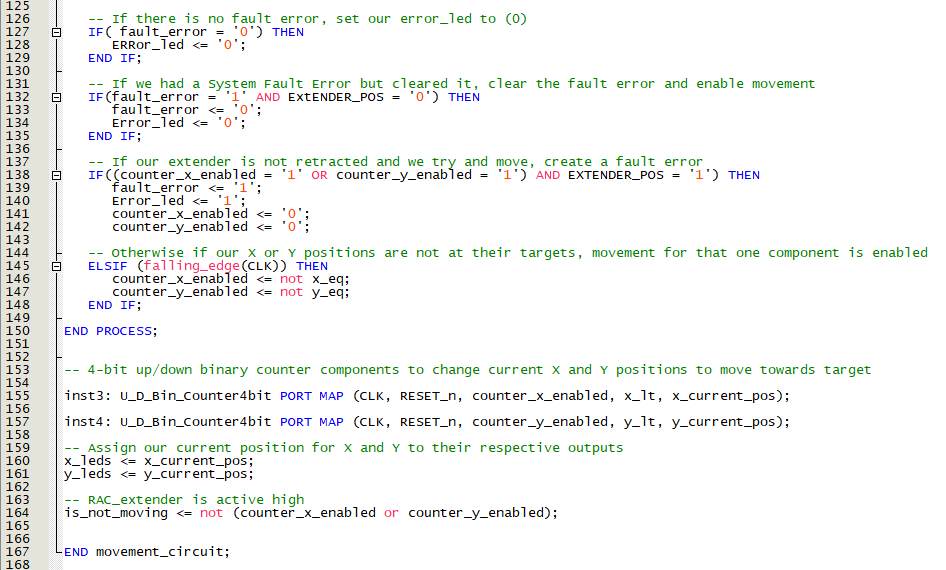 125
126 -- If there is no fault error, set our error_led to (0)
127 IF( fault_error = '0') THEN
128 ERRor_led <= '0';
129 END IF;
130
131 -- If we had a System Fault Error but cleared it, clear the fault error and enable movement
132 IF(fault_error = '1' AND EXtENDER_POS = '0') THEN
133 fault_error <= '0';
134 Error_led <= '0';
135 END IF;
136
137 -- If our extender is not retracted and we try and move, create a fault error
138 IF((counter_x_enabled = '1' OR counter_y_enabled = '1') AND EXTENDER_POS = '1') THEN
139 fault_error <= '1';
140 Error_led <= '1';
141 counter_x_enabled <= '0';
142 counter_y_enabled <= '0';
143
144 -- Otherwise if our X or Y positions are not at their targets, movement for that one component is enabled
145 ELSIF (falling_edge(CLK)) THEN
146 counter_x_enabled <= not x_eq;
147 counter_y_enabled <= not y_eq;
148 END IF;
149
150 END PROCESS;
151
152
153 -- 4-bit up/down binary counter components to change current X and Y positions to move towards target
154
155 inst3: U_D_Bin_Counter4bit PORT MAP (CLK, RESET_n, counter_x_enabled, x_lt, x_current_pos);
156
157 inst4: U_D_Bin_Counter4bit PORT MAP (CLK, RESET_n, counter_y_enabled, y_lt, y_current_pos);
158
159 -- Assign our current position for X and Y to their respective outputs
160 x_leds <= x_current_pos;
161 y_leds <= y_current_pos;
162
163 -- RAC_extender is active high
164 is_not_moving <= not (counter_x_enabled or counter_y_enabled);
165
166
167 END movement_circuit;
168